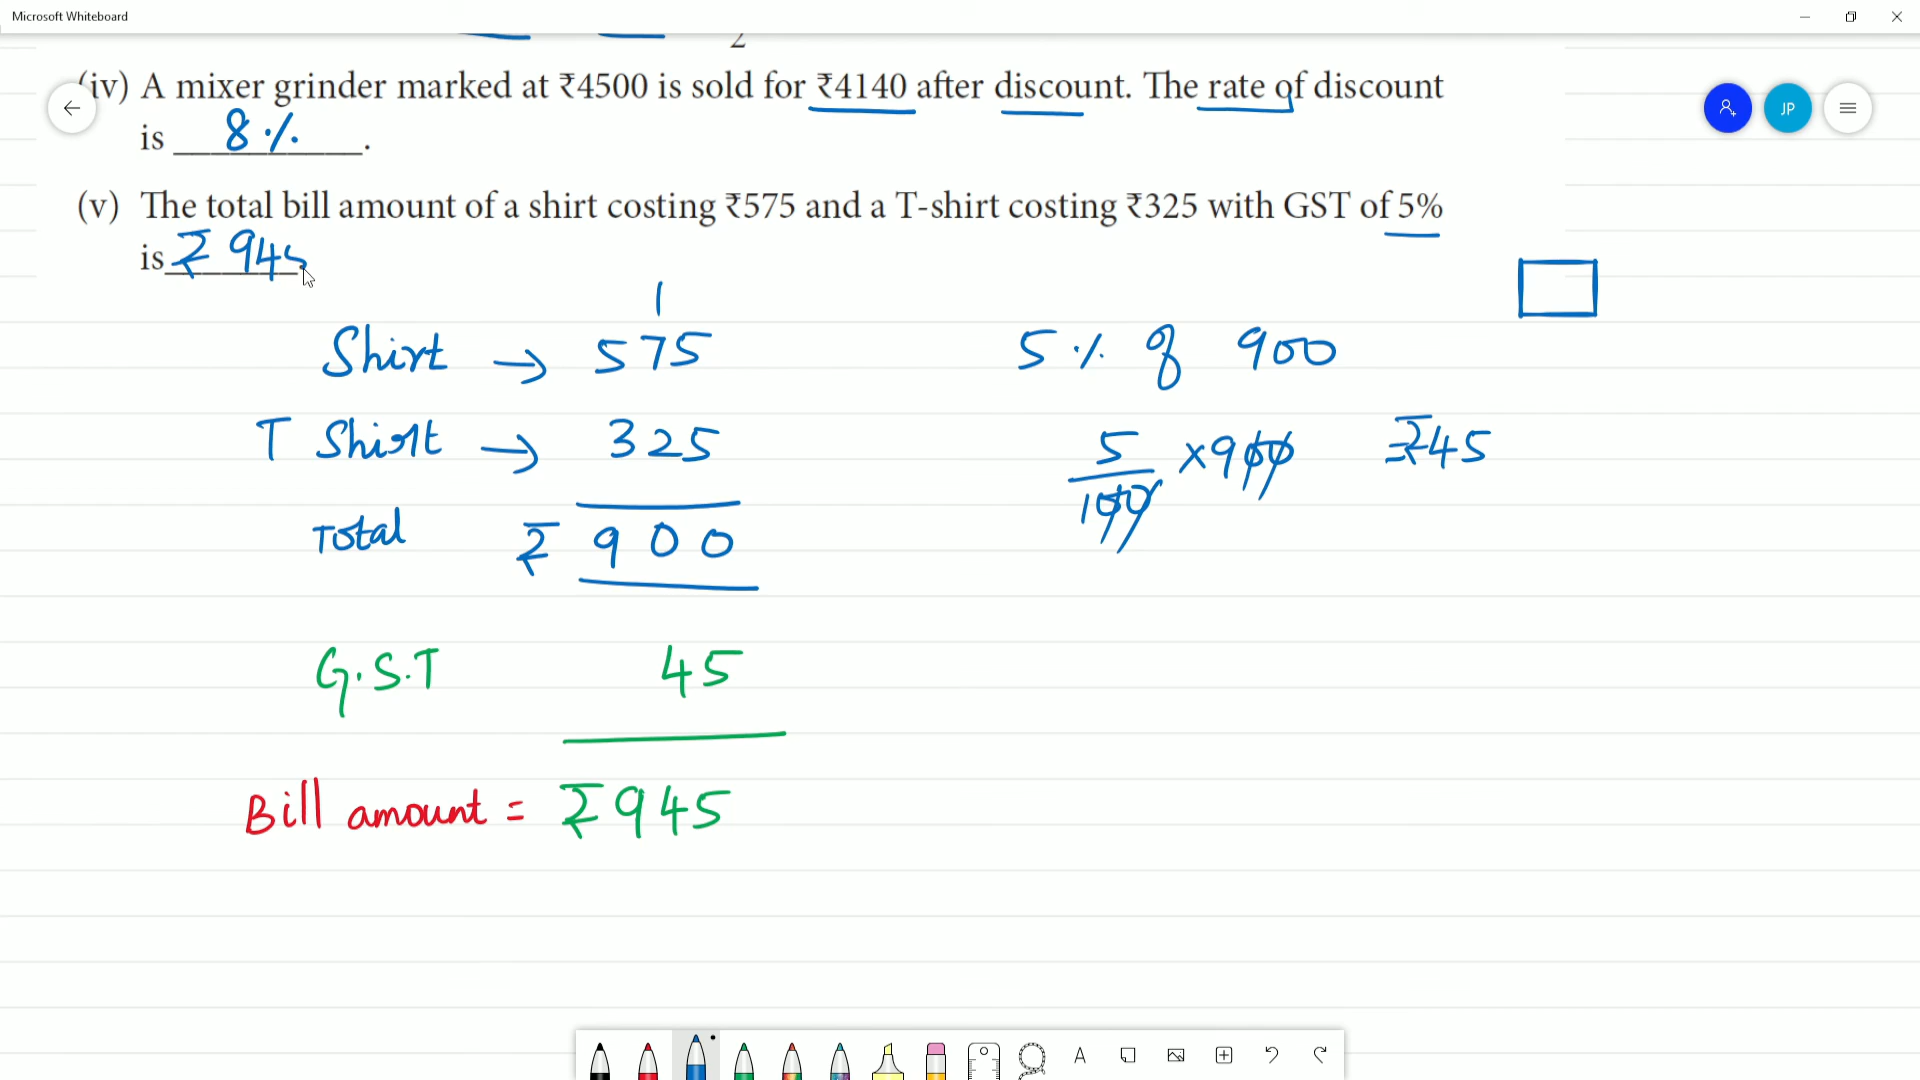 Microsoft Whiteboard
2
(iv) A mixer grinder marked at ₹4500 is sold for ₹4140 after discount. The rate of discount
is 8% .
(v) The total bill amount of a shirt costing ₹575 and a T-shirt costing ₹325 with GST of 5%
is ₹ 945
JP
1
Shirt → 575
5 % of 900
T Shirt → 325
5/100 ×900 =₹45
Total ₹ 900
G.S.T 45
Bill amount = ₹945
A